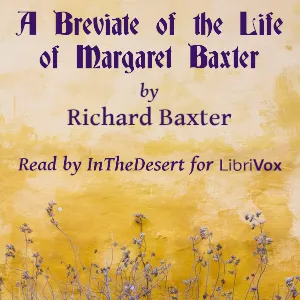 A Breviate of the Life
of Margaret Baxter
by
Richard Baxter
Read by InTheDesert for LibriVox